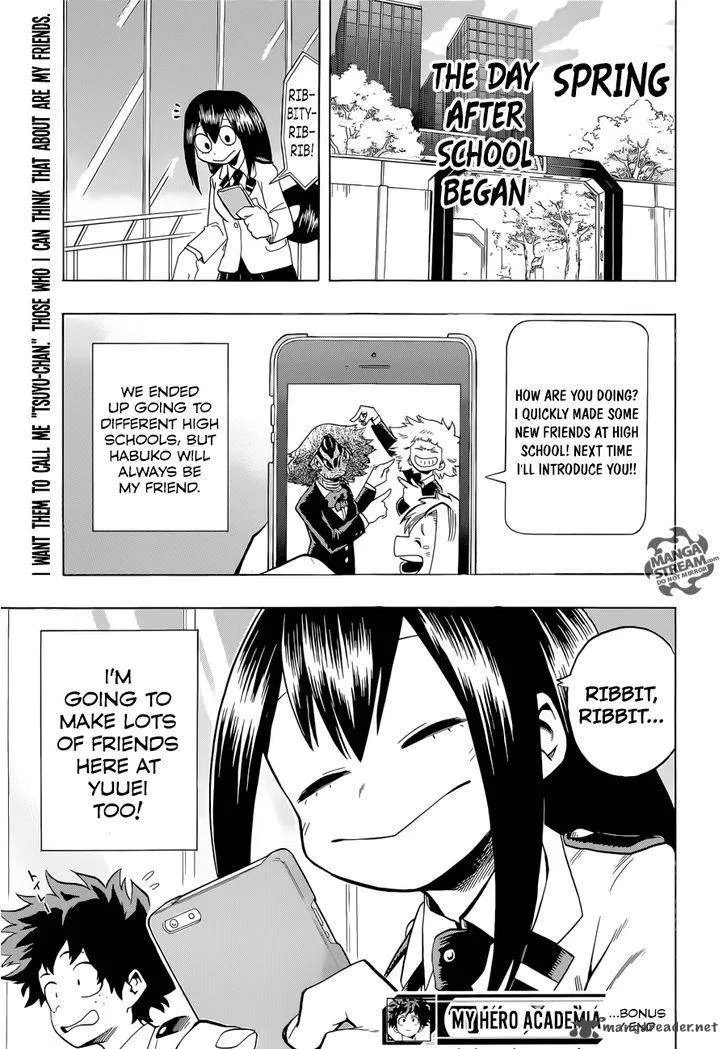 SPRING
THE DAY
AFTER
SCHOOL
BEGAN
RIB-
BITY-
RIB-
RIB!
HOW ARE YOU DOING?
I QUICKLY MADE SOME
NEW FRIENDS AT HIGH
SCHOOL! NEXT TIME
I'LL INTRODUCE YOU!!
WE ENDED
UP GOING TO
DIFFERENT HIGH
SCHOOLS, BUT
HABUKO WILL
ALWAYS BE
MY FRIEND.
I WANT THEM TO CALL ME "TSUYU-CHAN." THOSE WHO I CAN THINK THAT ABOUT ARE MY FRIENDS.
MANGA
STREAM.com
DO NOT MIRROR
RIBBIT,
RIBBIT...
I'M
GOING TO
MAKE LOTS
OF FRIENDS
HERE AT
YUUEI
TOO!
MY HERO ACADEMIA
...BONUS
/END
mangareader.net